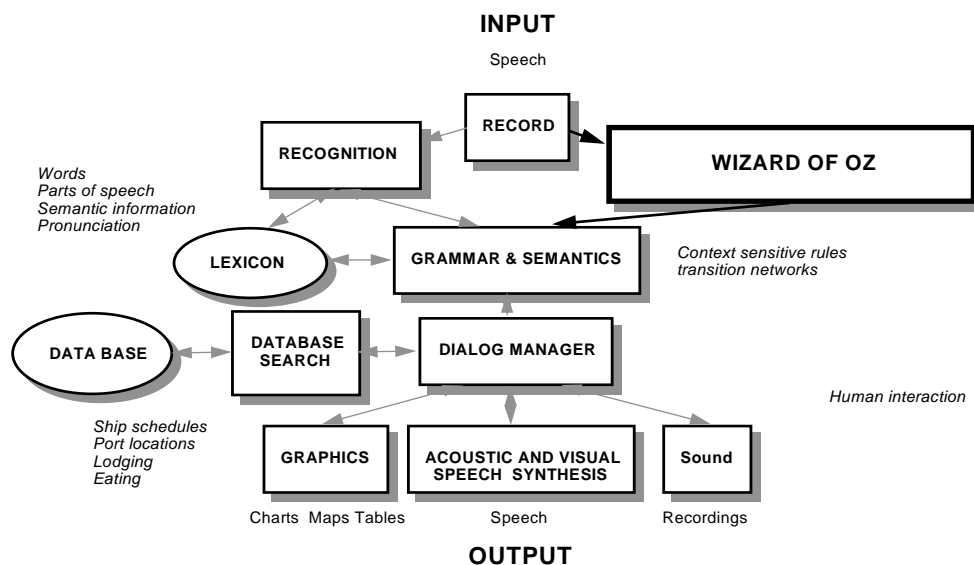 INPUT
Speech
RECORD
RECOGNITION
WIZARD OF OZ
Words
Parts of speech
Semantic information
Pronunciation
LEXICON
GRAMMAR & SEMANTICS
Context sensitive rules
transition networks
DATA BASE
DATABASE
SEARCH
DIALOG MANAGER
Human interaction
Ship schedules
Port locations
Lodging
Eating
GRAPHICS
ACOUSTIC AND VISUAL
SPEECH SYNTHESIS
Sound
Charts Maps Tables
Speech
Recordings
OUTPUT